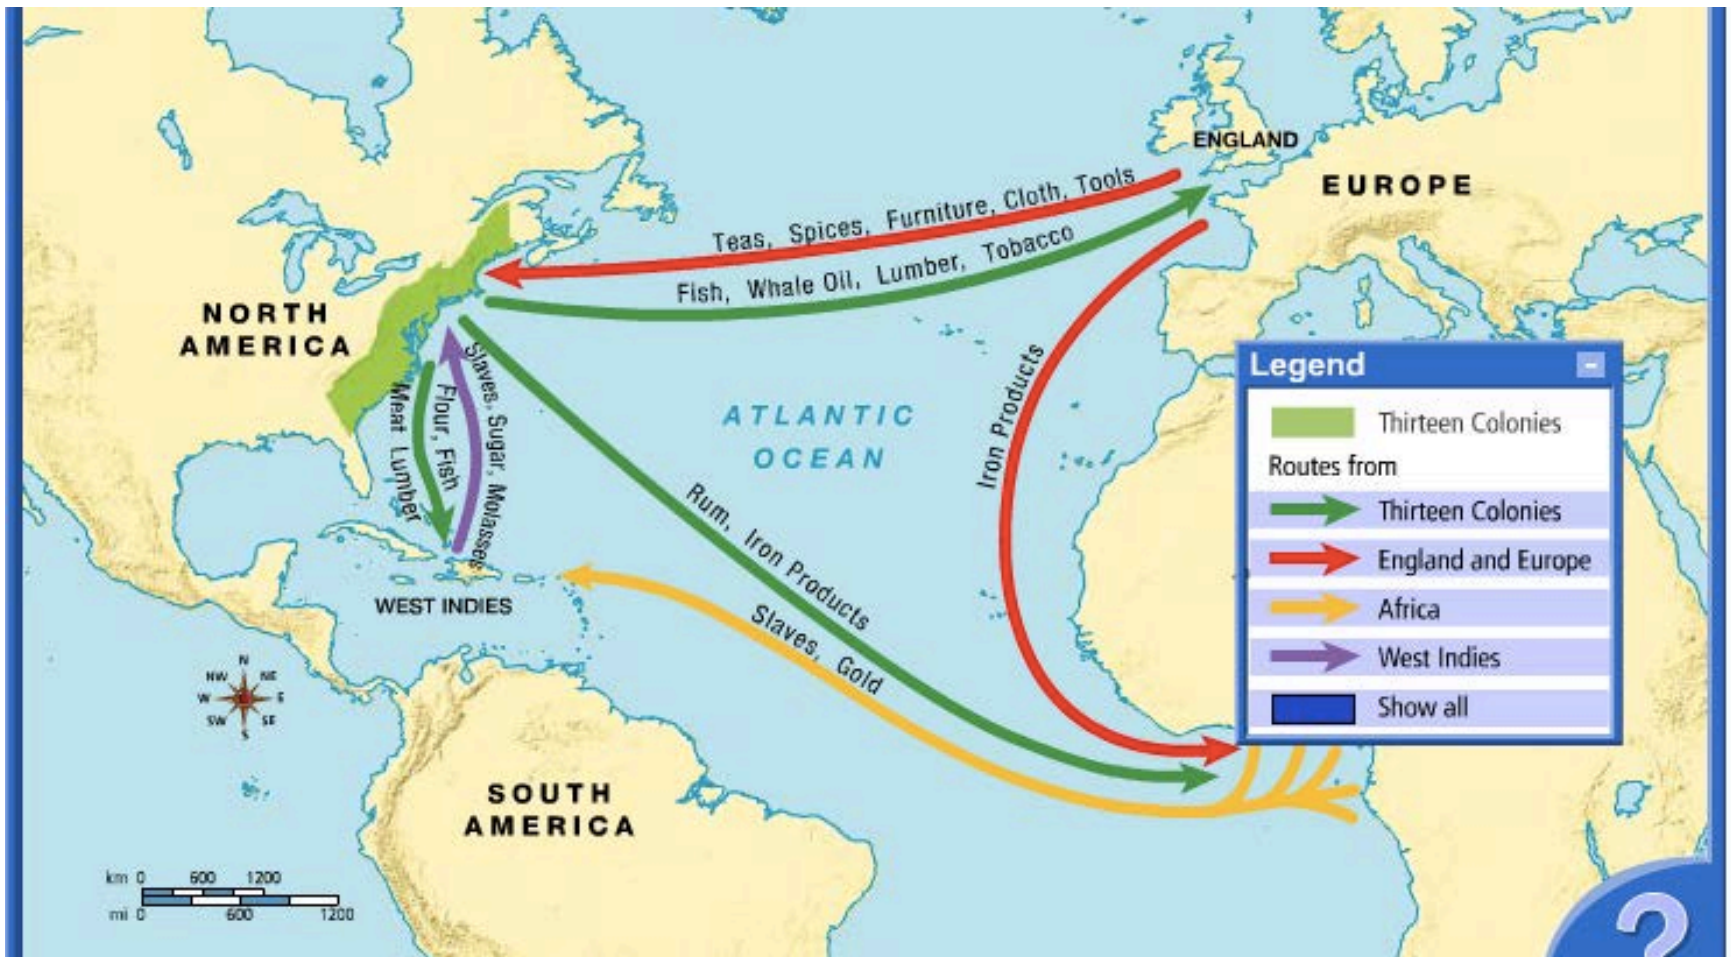 ENGLAND
EUROPE
Teas, Spices, Furniture, Cloth, Tools
Fish, Whale Oil, Lumber, Tobacco
NORTH
AMERICA
Slaves, Sugar, Molasses
Flour, Fish
Meat Lumber
Iron Products
ATLANTIC
OCEAN
Rum, Iron Products
Slaves, Gold
WEST INDIES
SOUTH
AMERICA
N
NW NE
W E
SW SE
S
km 0 600 1200
mi 0 600 1200
Legend
-
Thirteen Colonies
Routes from
Thirteen Colonies
England and Europe
Africa
West Indies
Show all
?